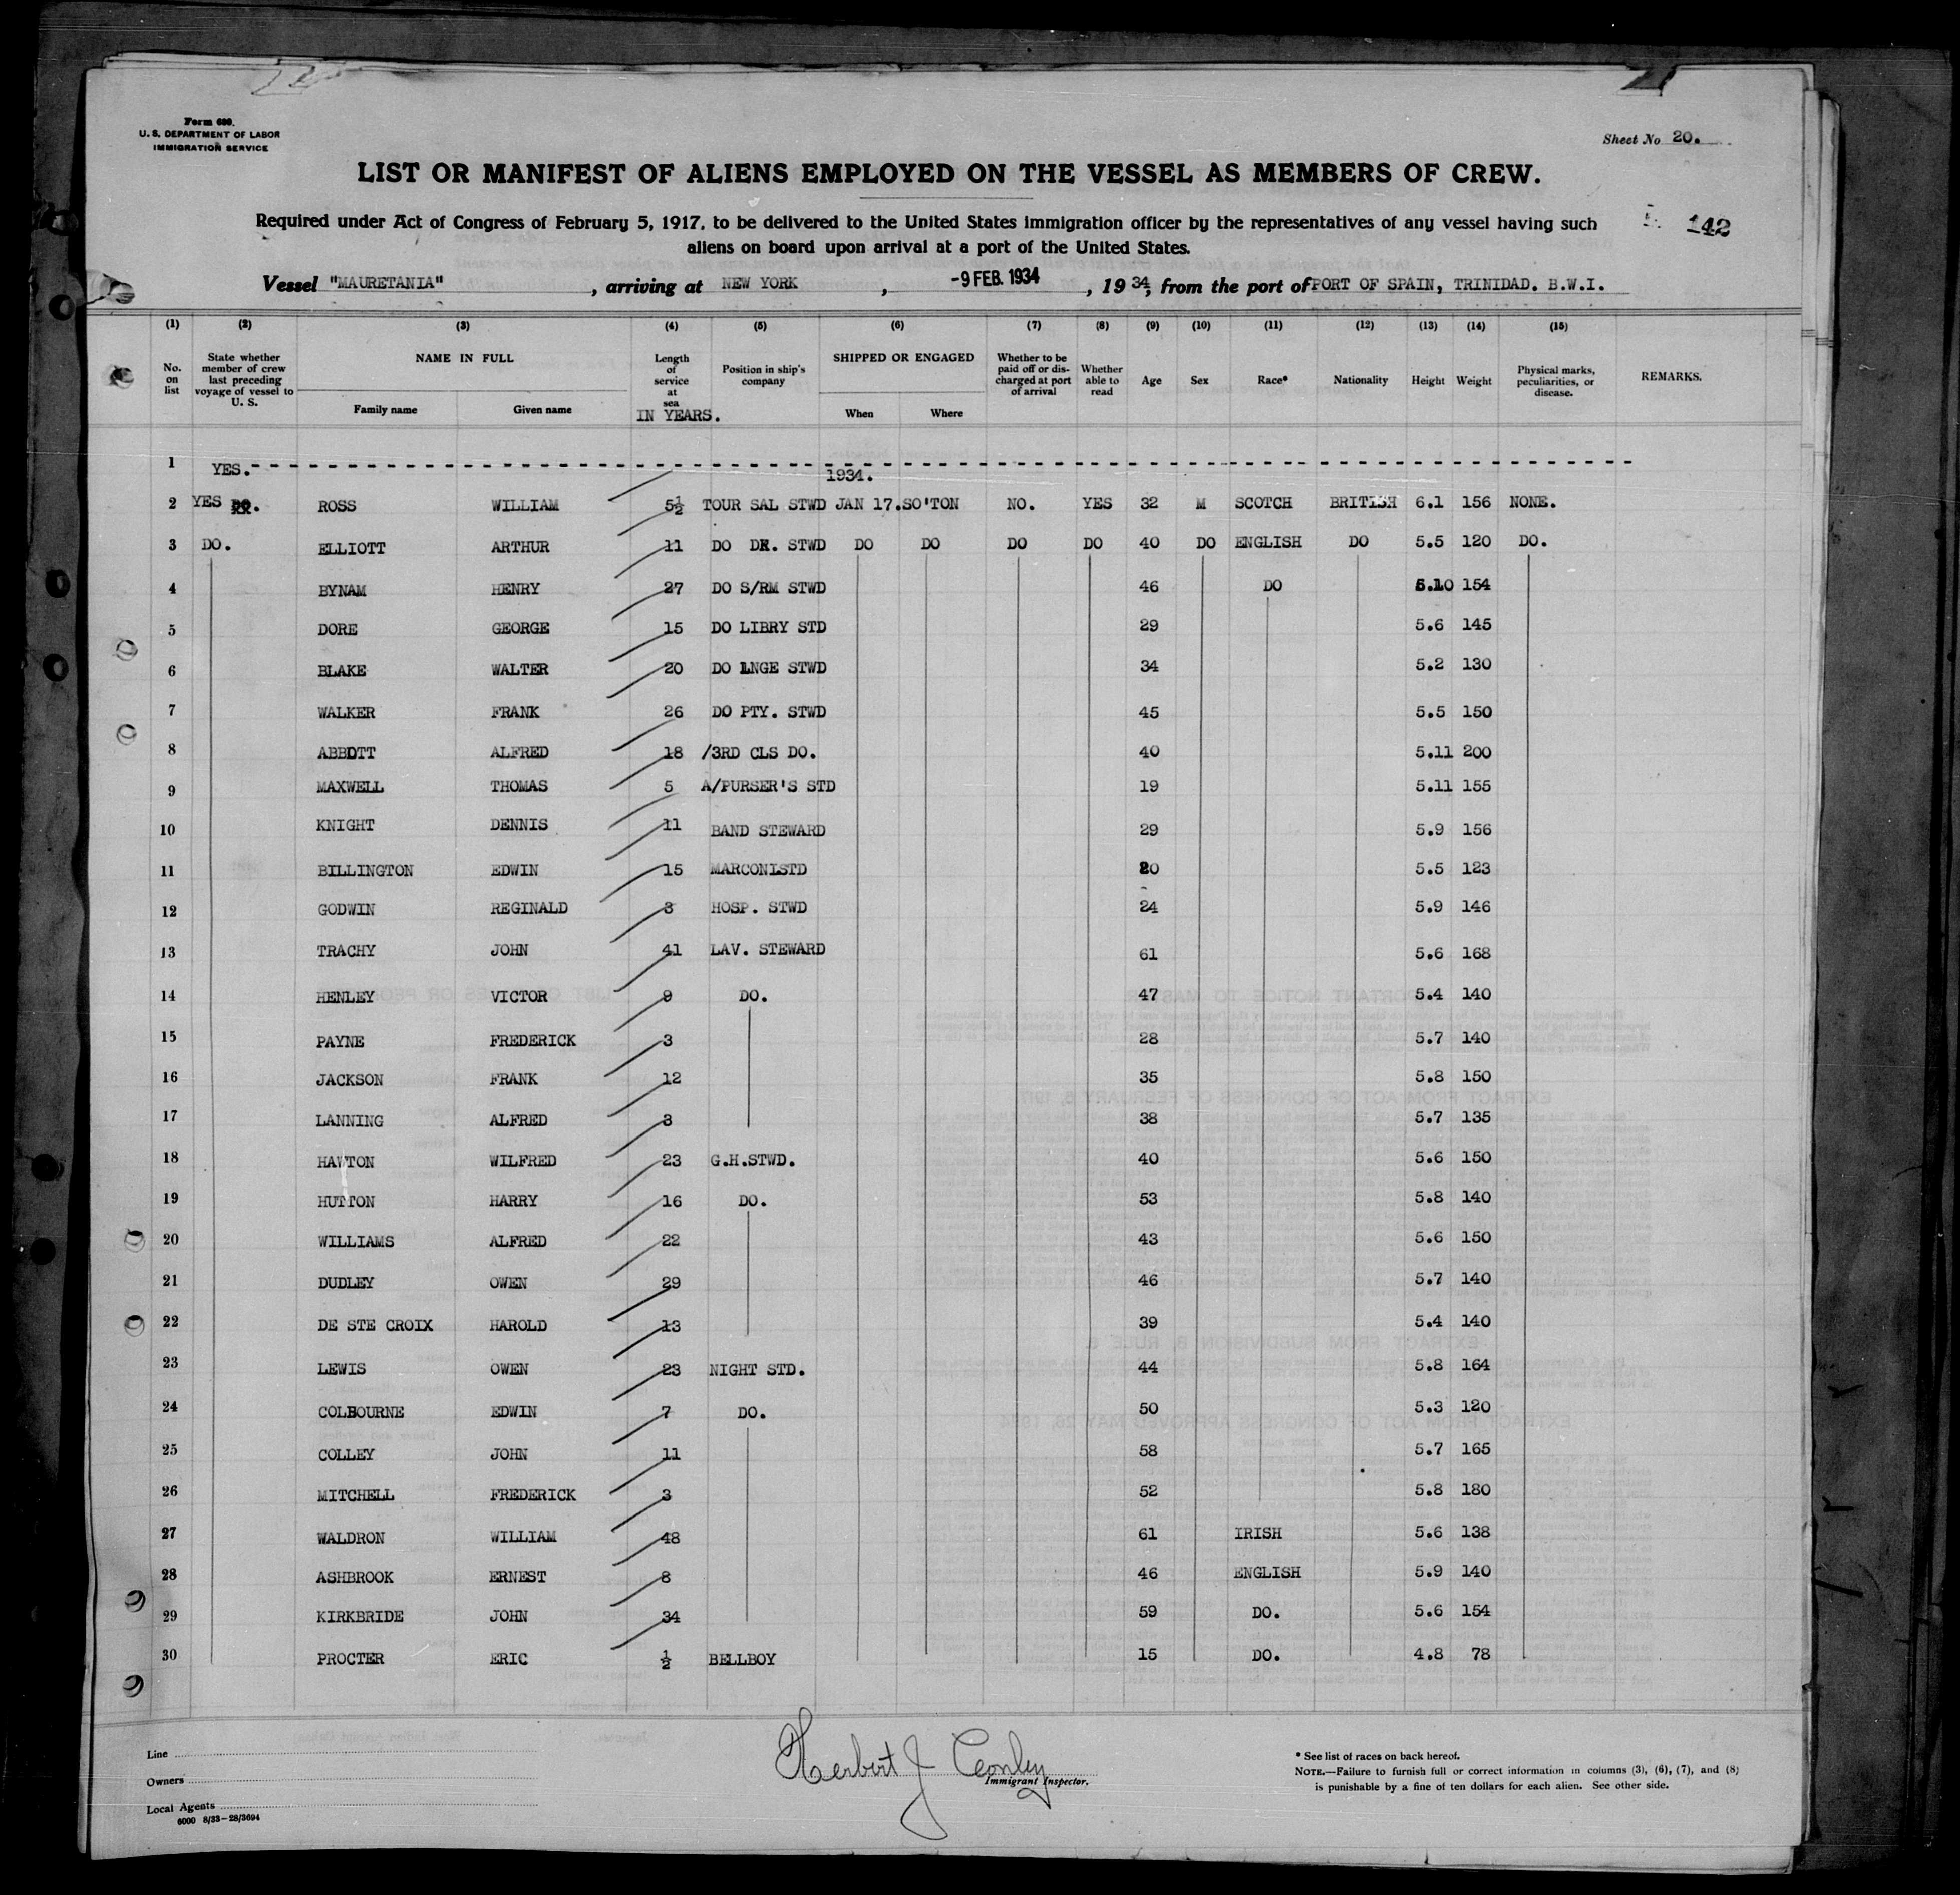 Form 680.
U. S. DEPARTMENT OF LABOR
IMMIGRATION SERVICE
Sheet No 20.
LIST OR MANIFEST OF ALIENS EMPLOYED ON THE VESSEL AS MEMBERS OF CREW.
Required under Act of Congress of February 5, 1917, to be delivered to the United States immigration officer by the representatives of any vessel having such
aliens on board upon arrival at a port of the United States.
142
Vessel "MAURETANIA", arriving at NEW YORK, -9 FEB. 1934, 19 34, from the port of PORT OF SPAIN, TRINIDAD. B.W.I.
(1) (2) (3) (4) (5) (6) (7) (8) (9) (10) (11) (12) (13) (14) (15)
No. on list State whether member of crew last preceding voyage of vessel to U. S. NAME IN FULL Family name Given name Length of service at sea IN YEARS. Position in ship's company SHIPPED OR ENGAGED When Where Whether to be paid off or discharged at port of arrival Whether able to read Age Sex Race* Nationality Height Weight Physical marks, peculiarities, or disease. REMARKS.
1 YES.
1934.
2 YES DO. ROSS WILLIAM 5½ TOUR SAL STWD JAN 17. SO'TON NO. YES 32 M SCOTCH BRITISH 6.1 156 NONE.
3 DO. ELLIOTT ARTHUR 11 DO DK. STWD DO DO DO DO 40 DO ENGLISH DO 5.5 120 DO.
4 BYNAM HENRY 27 DO S/RM STWD 46 DO 5.10 154
5 DORE GEORGE 15 DO LIBRY STD 29 5.6 145
6 BLAKE WALTER 20 DO LNGE STWD 34 5.2 130
7 WALKER FRANK 26 DO PTY. STWD 45 5.5 150
8 ABBOTT ALFRED 18 /3RD CLS DO. 40 5.11 200
9 MAXWELL THOMAS 5 A/PURSER'S STD 19 5.11 155
10 KNIGHT DENNIS 11 BAND STEWARD 29 5.9 156
11 BILLINGTON EDWIN 15 MARCONISTD 5.5 123
12 GODWIN REGINALD 3 HOSP. STWD 24 5.9 146
13 TRACHY JOHN 41 LAV. STEWARD 61 5.6 168
14 HENLEY VICTOR 9 DO. 47 5.4 140
15 PAYNE FREDERICK 3 28 5.7 140
16 JACKSON FRANK 12 35 5.8 150
17 LANNING ALFRED 3 38 5.7 135
18 HAWTON WILFRED 23 G.H.STWD. 40 5.6 150
19 HUTTON HARRY 16 DO. 53 5.8 140
20 WILLIAMS ALFRED 22 43 5.6 150
21 DUDLEY OWEN 29 46 5.7 140
22 DE STE CROIX HAROLD 13 39 5.4 140
23 LEWIS OWEN 23 NIGHT STD. 44 5.8 164
24 COLBOURNE EDWIN 7 DO. 50 5.3 120
25 COLLEY JOHN 11 58 5.7 165
26 MITCHELL FREDERICK 3 52 5.8 180
27 WALDRON WILLIAM 48 61 IRISH 5.6 138
28 ASHBROOK ERNEST 8 46 ENGLISH 5.9 140
29 KIRKBRIDE JOHN 34 59 DO. 5.6 154
30 PROCTER ERIC ½ BELLBOY 15 DO. 4.8 78
Line
Owners
Local Agents
6000 8/33-28/3694
Herbert J Conley
Immigrant Inspector.
* See list of races on back hereof.
NOTE.—Failure to furnish full or correct information in columns (3), (6), (7), and (8)
is punishable by a fine of ten dollars for each alien. See other side.